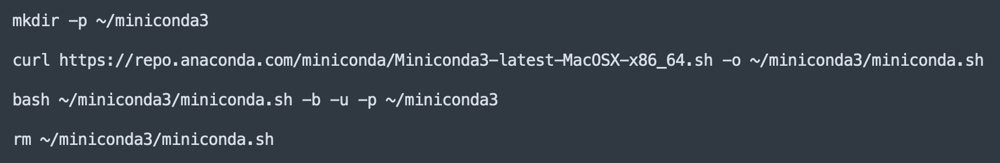 mkdir -p ~/miniconda3
curl https://repo.anaconda.com/miniconda/Miniconda3-latest-MacOSX-x86_64.sh -o ~/miniconda3/miniconda.sh
bash ~/miniconda3/miniconda.sh -b -u -p ~/miniconda3
rm ~/miniconda3/miniconda.sh